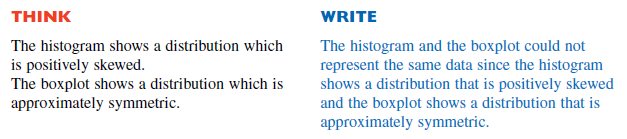 THINK
The histogram shows a distribution which
is positively skewed.
The boxplot shows a distribution which is
approximately symmetric.
WRITE
The histogram and the boxplot could not
represent the same data since the histogram
shows a distribution that is positively skewed
and the boxplot shows a distribution that is
approximately symmetric.